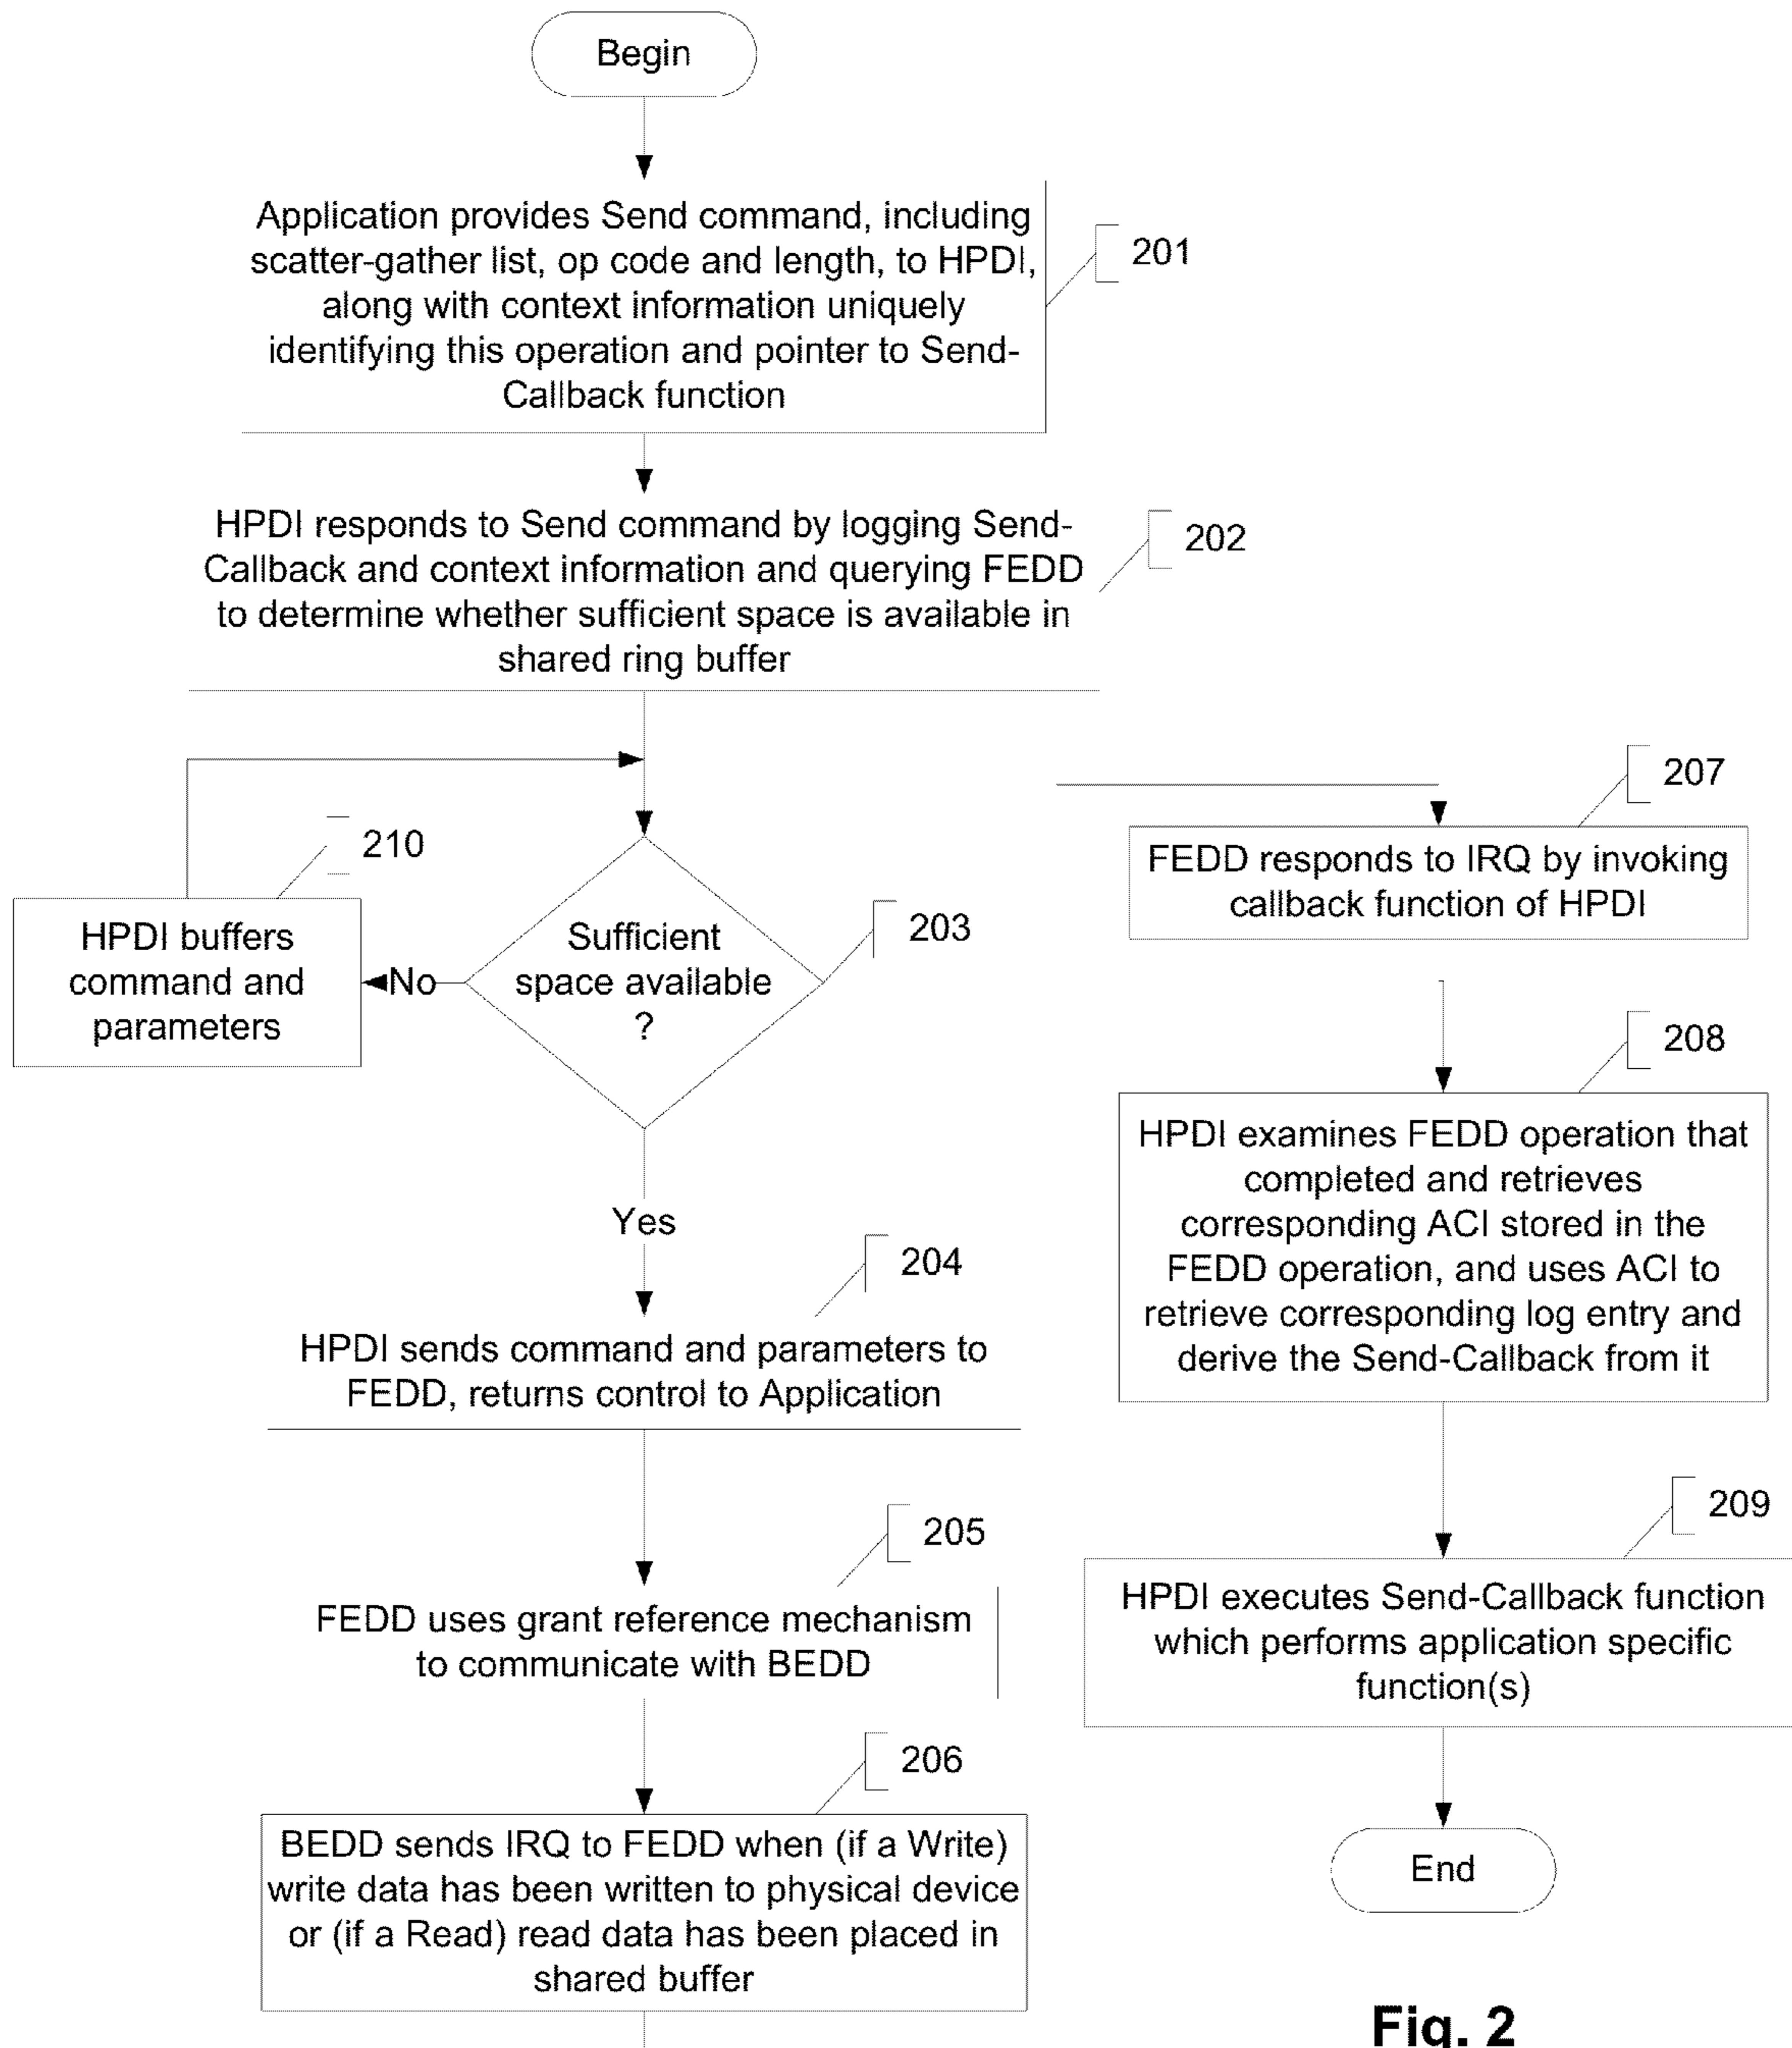 Begin
Application provides Send command, including
scatter-gather list, op code and length, to HPDI,
along with context information uniquely
identifying this operation and pointer to Send-
Callback function
201
HPDI responds to Send command by logging Send-
Callback and context information and querying FEDD
to determine whether sufficient space is available in
shared ring buffer
202
210
HPDI buffers
command and
parameters
No
Sufficient
space available
?
203
Yes
204
HPDI sends command and parameters to
FEDD, returns control to Application
205
FEDD uses grant reference mechanism
to communicate with BEDD
206
BEDD sends IRQ to FEDD when (if a Write)
write data has been written to physical device
or (if a Read) read data has been placed in
shared buffer
207
FEDD responds to IRQ by invoking
callback function of HPDI
208
HPDI examines FEDD operation that
completed and retrieves
corresponding ACI stored in the
FEDD operation, and uses ACI to
retrieve corresponding log entry and
derive the Send-Callback from it
209
HPDI executes Send-Callback function
which performs application specific
function(s)
End
Fig. 2